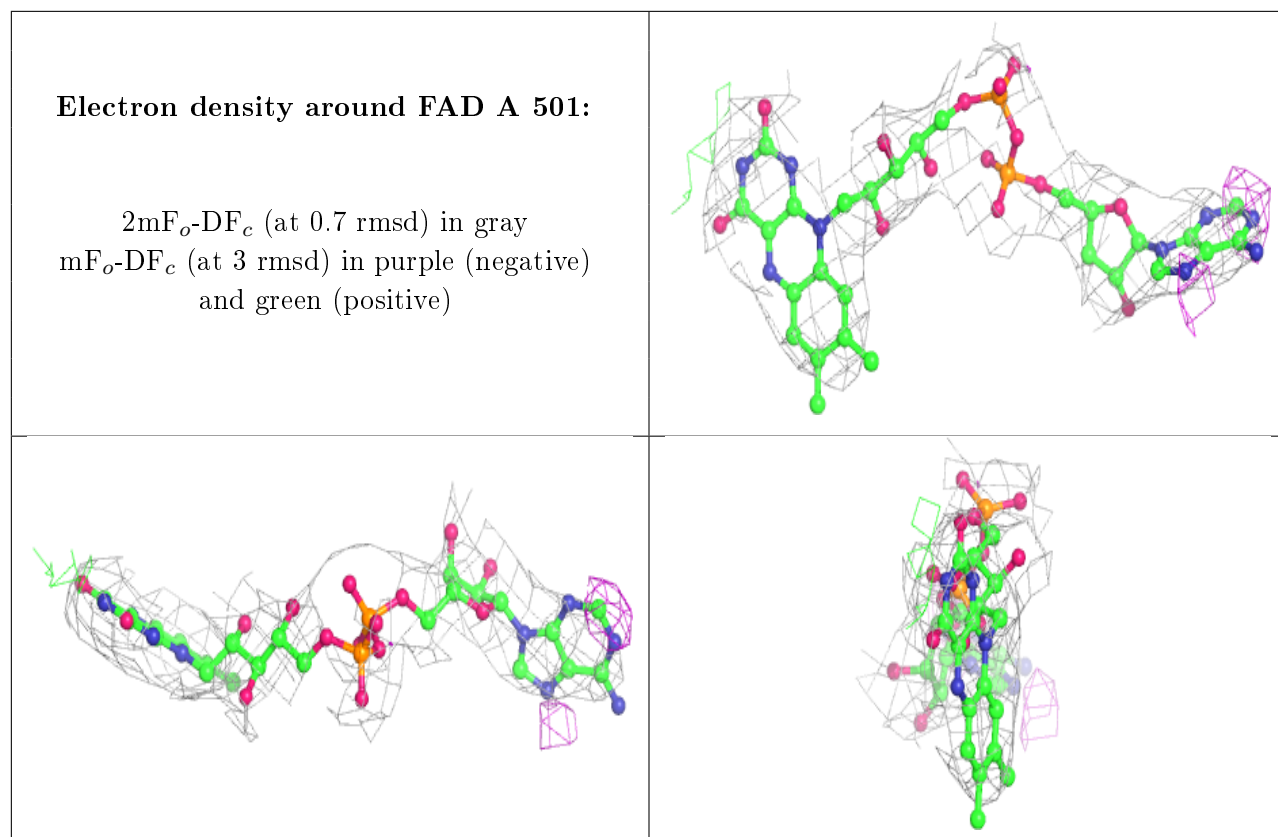 Electron density around FAD A 501:
2mFo-DFc (at 0.7 rmsd) in gray
mFo-DFc (at 3 rmsd) in purple (negative)
and green (positive)